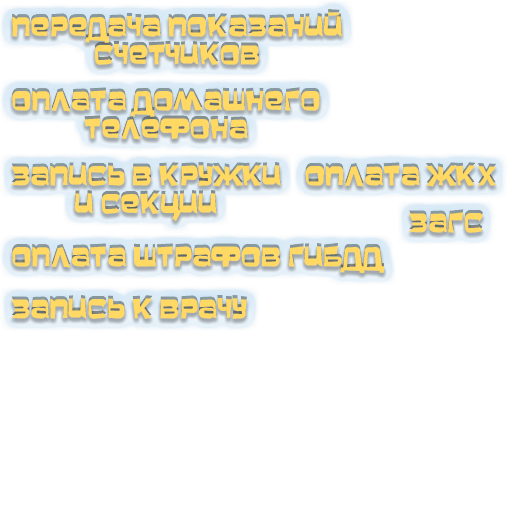 передача показаний
счетчиков
оплата домашнего
телефона
запись в кружки
и секции
оплата жкх
загс
оплата штрафов гибдд
запись к врачу